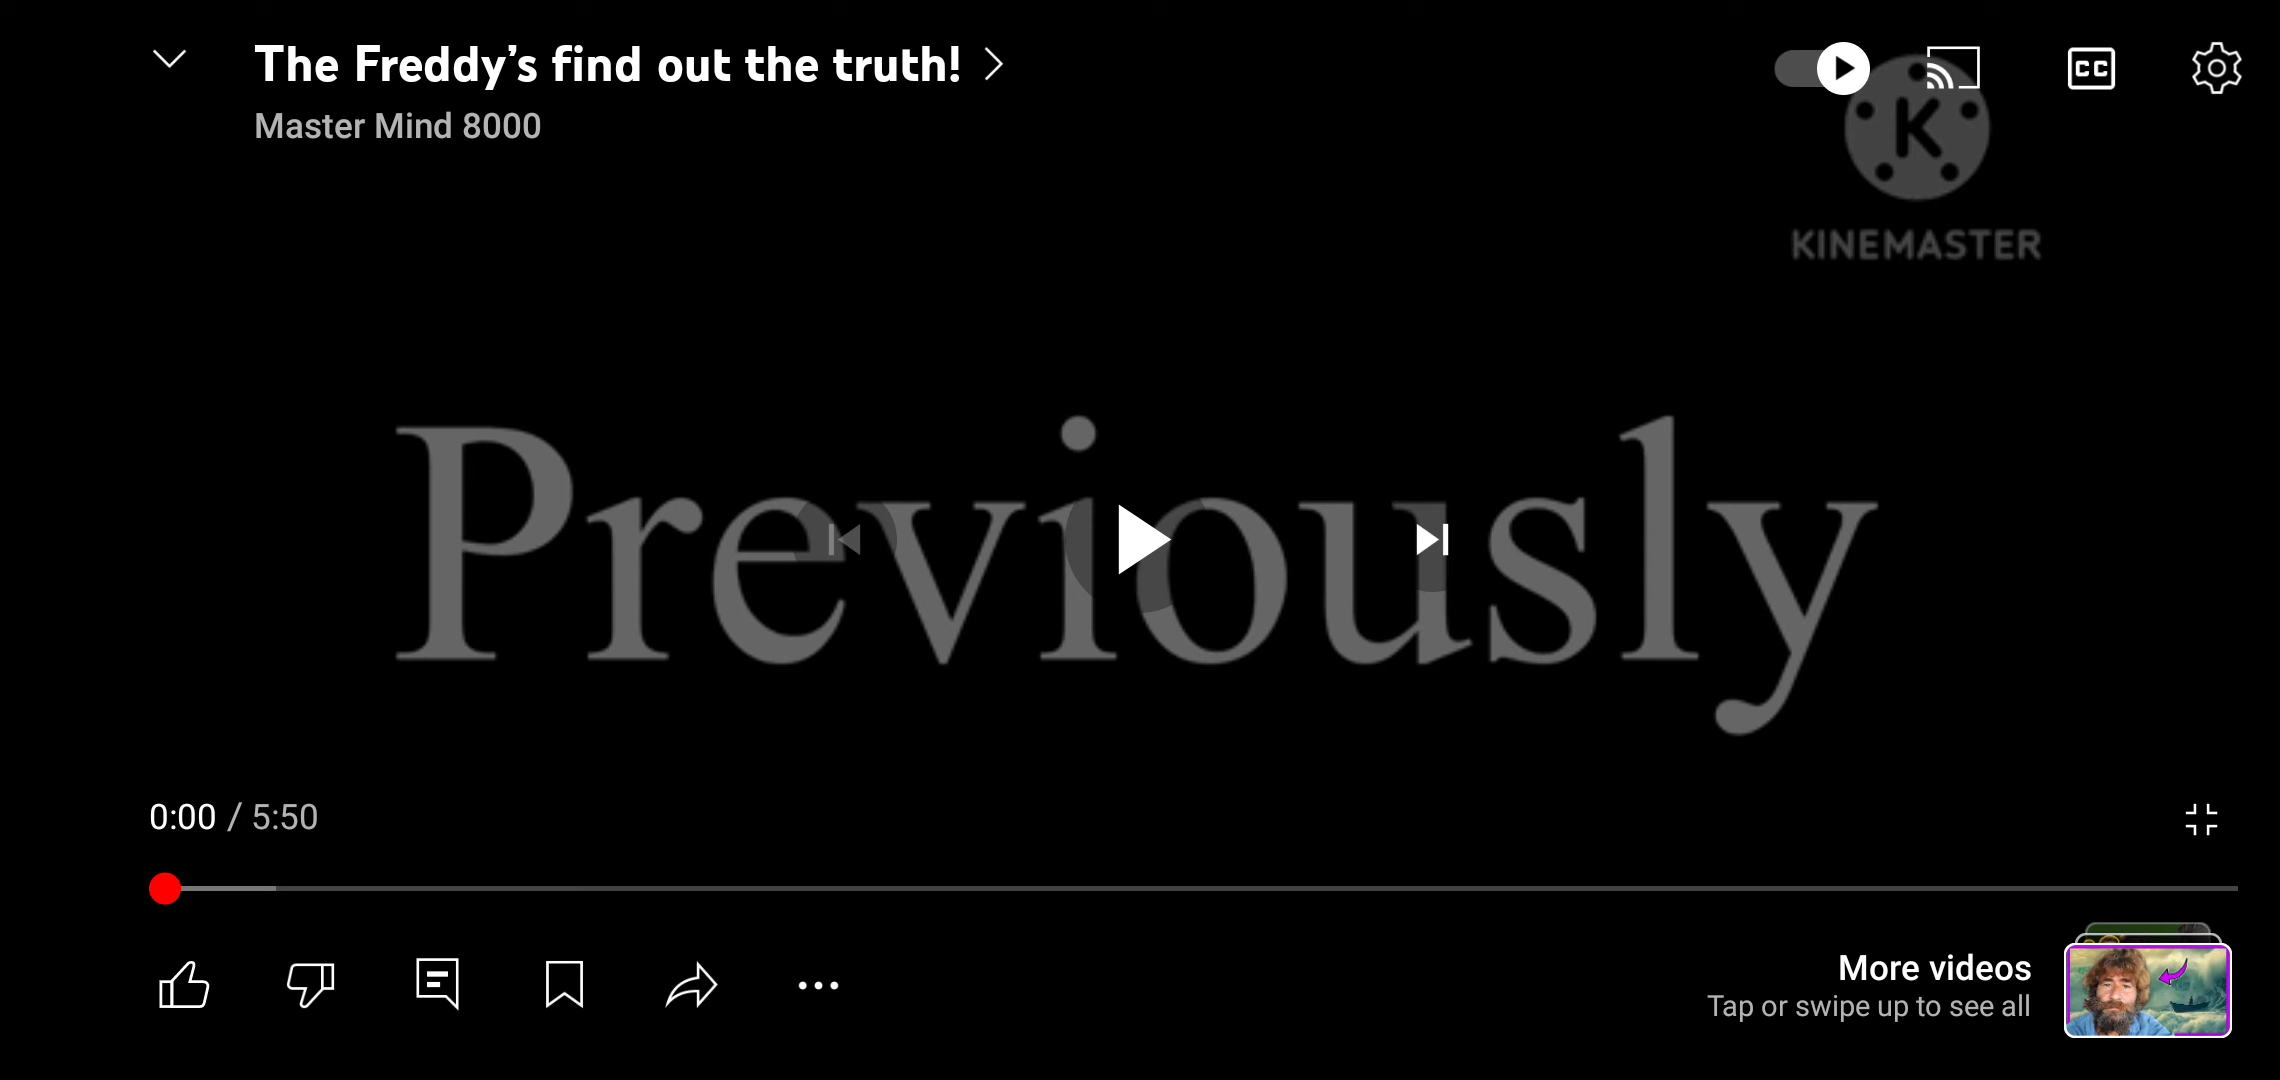 The Freddy's find out the truth!
Master Mind 8000
CC
K
KINEMASTER
Previously
0:00 / 5:50
More videos
Tap or swipe up to see all